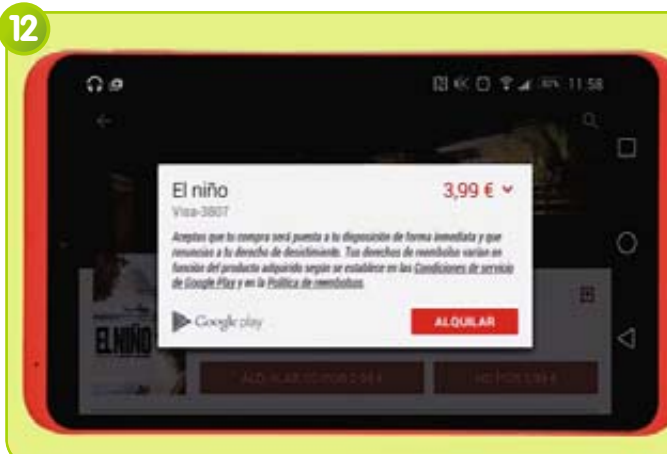 12
11:58
El niño
3,99 €
Visa-3807
Aceptas que tu compra será puesta a tu disposición de forma inmediata y que
renuncias a tu derecho de desistimiento. Tus derechos de reembolso varían en
función del producto adquirido según se establece en las Condiciones de servicio
de Google Play y en la Política de reembolsos.
Google play
ALQUILAR
EL NIÑO